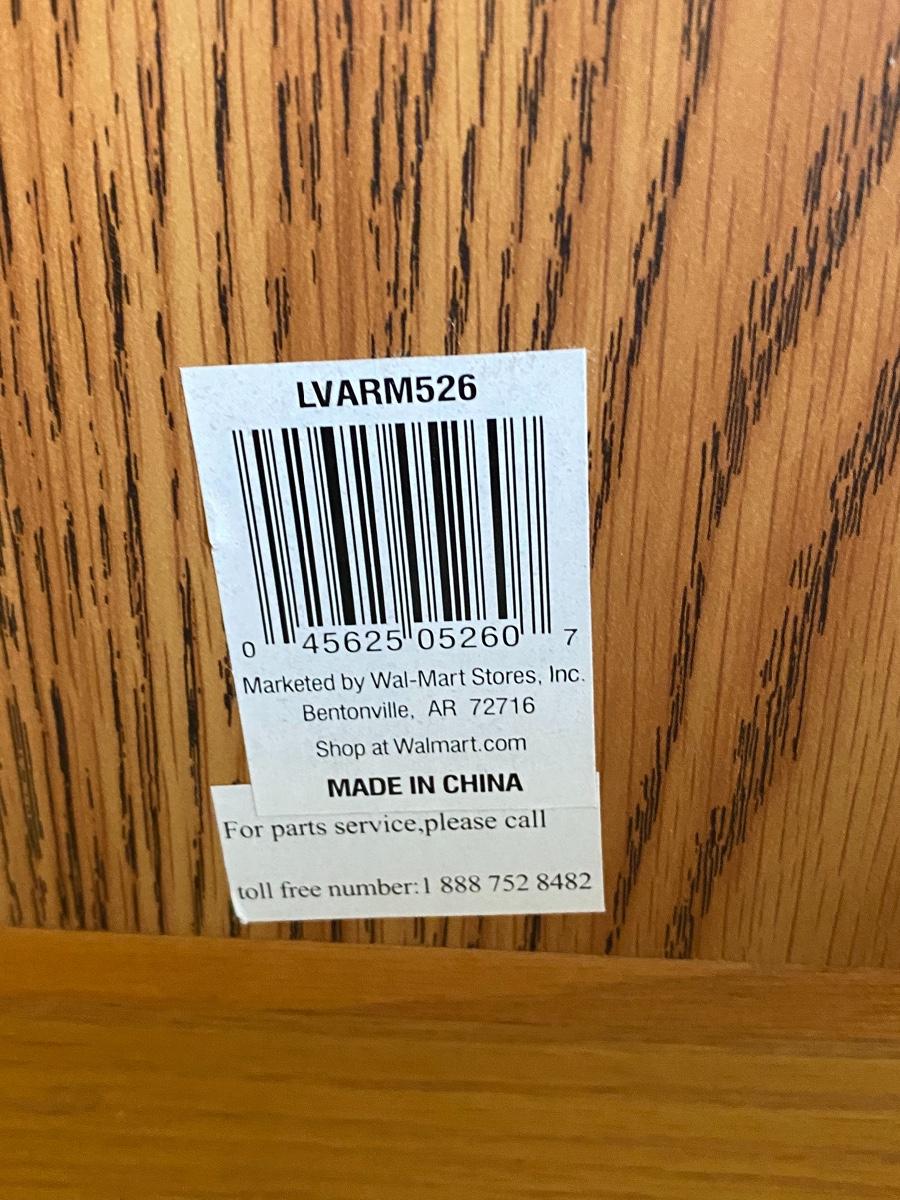 LVARM526
0 45625 05260 7
Marketed by Wal-Mart Stores, Inc.
Bentonville, AR 72716
Shop at Walmart.com
MADE IN CHINA
For parts service,please call
toll free number:1 888 752 8482